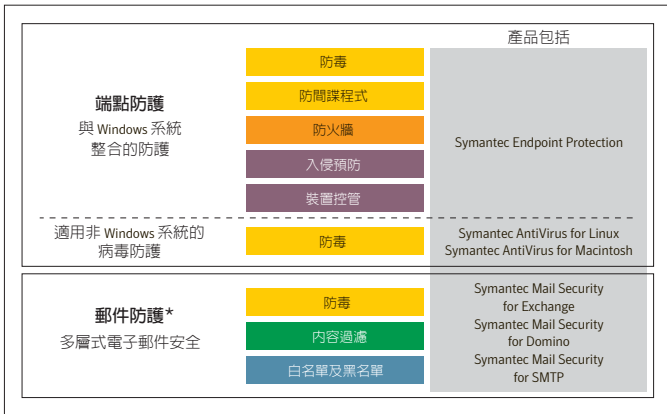 產品包括
端點防護
與 Windows 系統
整合的防護
防毒
防間諜程式
防火牆
入侵預防
裝置控管
Symantec Endpoint Protection
適用非 Windows 系統的
病毒防護
防毒
Symantec AntiVirus for Linux
Symantec AntiVirus for Macintosh
郵件防護*
多層式電子郵件安全
防毒
內容過濾
白名單及黑名單
Symantec Mail Security
for Exchange
Symantec Mail Security
for Domino
Symantec Mail Security
for SMTP